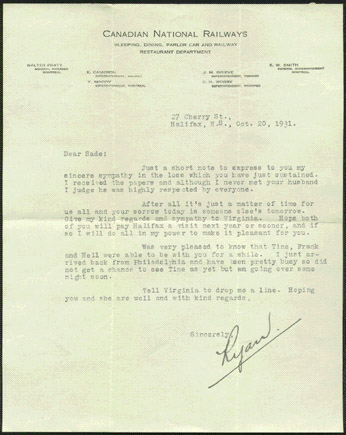 CANADIAN NATIONAL RAILWAYS
SLEEPING, DINING, PARLOR CAR AND RAILWAY
RESTAURANT DEPARTMENT
WALTER PRATT
MONTREAL
E. W. SMITH
MONTREAL
27 Cherry St.,
Halifax, N.S., Oct. 20, 1931.
Dear Sade:
Just a short note to express to you my
sincere sympathy in the loss which you have just sustained.
I received the papers and although I never met your husband
I judge he was highly respected by everyone.
After all it's just a matter of time for
us all and your sorrow today is someone else's tomorrow.
Give my kind regards and sympathy to Virginia. Hope both
of you will pay Halifax a visit next year or sooner, and if
so I will do all in my power to make it pleasant for you.
Was very pleased to know that Tine, Frank
and Nell were able to be with you for a while. I just ar-
rived back from Philadelphia and have been pretty busy so did
not get a chance to see Tine as yet but am going over some
night soon.
Tell Virginia to drop me a line. Hoping
you and she are well and with kind regards,
Sincerely,
Ryan.